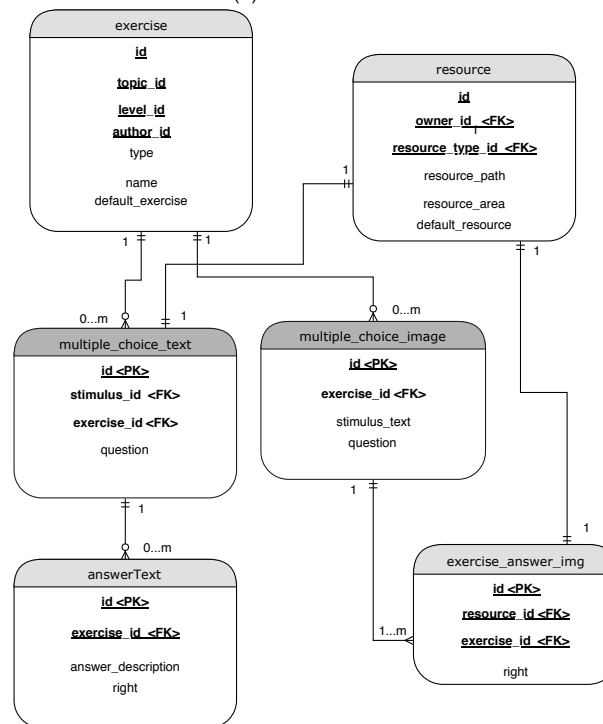 exercise
id
topic_id
level_id
author_id
type
name
default_exercise
resource
id
owner_id <FK>
resource_type_id <FK>
resource_path
resource_area
default_resource
1
1
1
1
0...m
1
0...m
multiple_choice_text
id <PK>
stimulus_id <FK>
exercise_id <FK>
question
multiple_choice_image
id <PK>
exercise_id <FK>
stimulus_text
question
1
1
0...m
1
1...m
answerText
id <PK>
exercise_id <FK>
answer_description
right
exercise_answer_img
id <PK>
resource_id <FK>
exercise_id <FK>
right